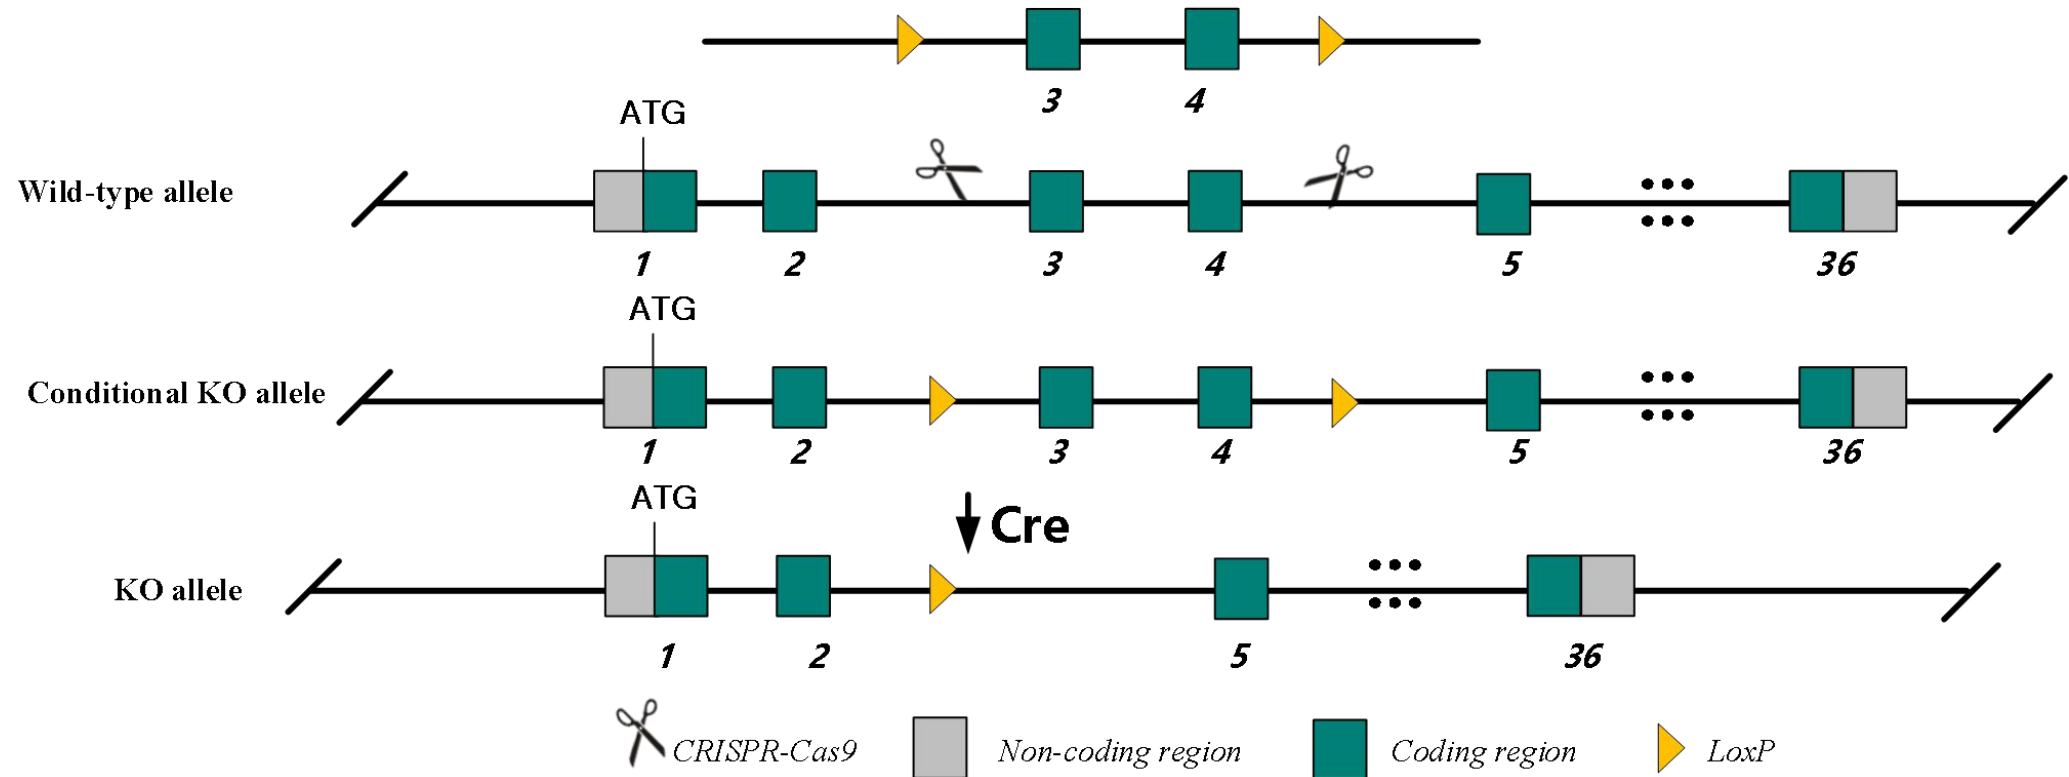 3 4
ATG
Wild-type allele
1 2 3 4 5 36
ATG
Conditional KO allele
1 2 3 4 5 36
ATG
Cre
KO allele
1 2 5 36
CRISPR-Cas9 Non-coding region Coding region LoxP